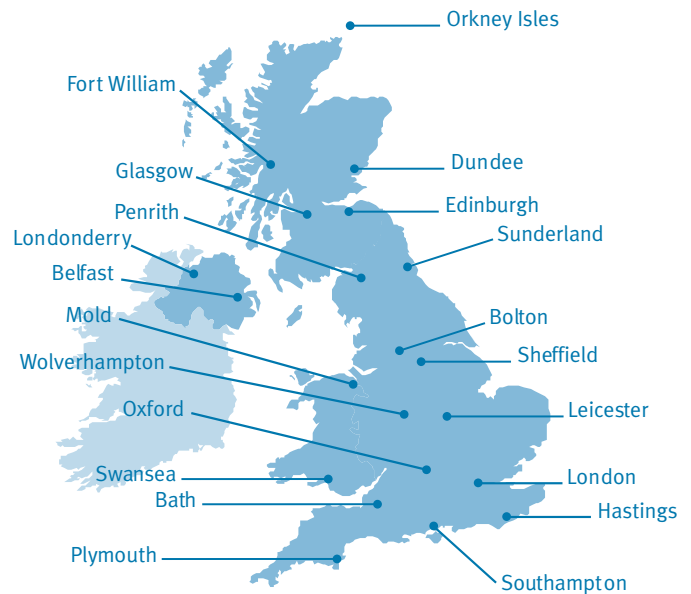 Orkney Isles
Fort William
Dundee
Glasgow
Edinburgh
Penrith
Sunderland
Londonderry
Belfast
Mold
Bolton
Sheffield
Wolverhampton
Oxford
Leicester
Swansea
London
Bath
Hastings
Plymouth
Southampton